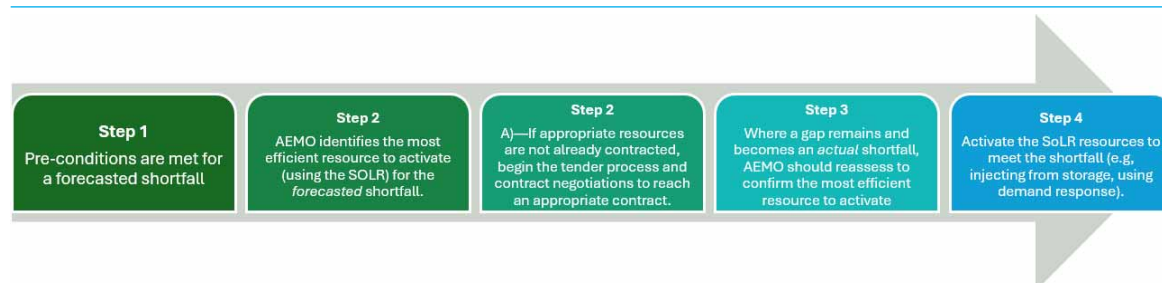 Step 1
Pre-conditions are met for
a forecasted shortfall
Step 2
AEMO identifies the most
efficient resource to activate
(using the SOLR) for the
forecasted shortfall.
Step 2
A)—If appropriate resources
are not already contracted,
begin the tender process and
contract negotiations to reach
an appropriate contract.
Step 3
Where a gap remains and
becomes an actual shortfall,
AEMO should reassess to
confirm the most efficient
resource to activate
Step 4
Activate the SoLR resources to
meet the shortfall (e.g,
injecting from storage, using
demand response).